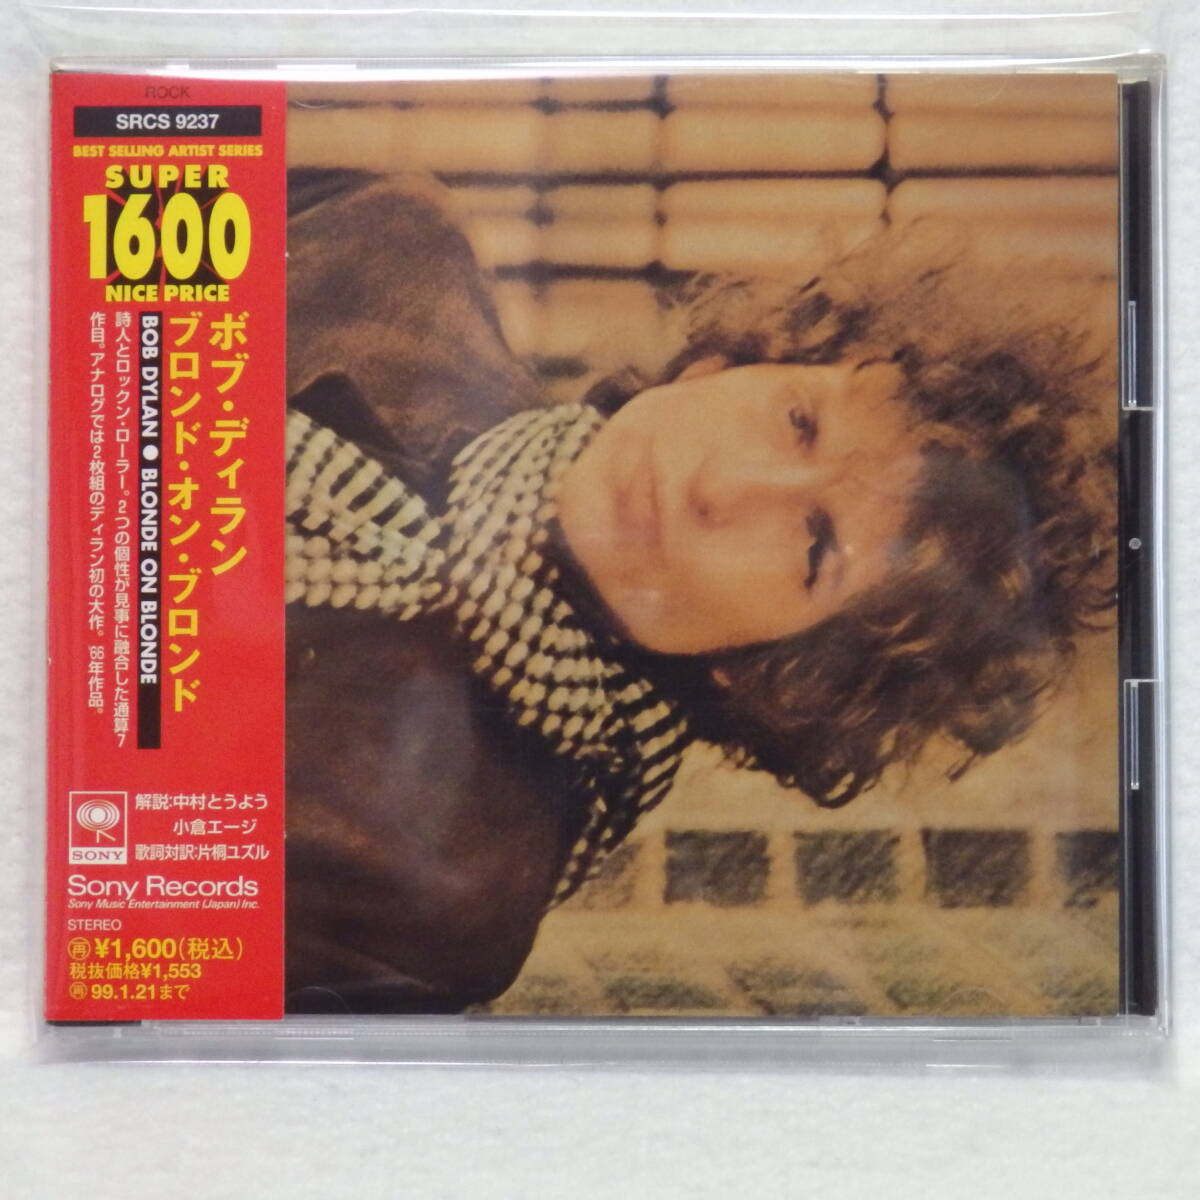 ROCK
SRCS 9237
BEST SELLING ARTIST SERIES
SUPER
1600
NICE PRICE
ボブ・ディラン
ブロンド・オン・ブロンド
BOB DYLAN ● BLONDE ON BLONDE
詩人とロックン・ローラー。2つの個性が見事に融合した通算7
作目。アナログでは2枚組のディラン初の大作。'66年作品。
解説:中村とうよう
小倉エージ
歌詞対訳:片桐ユズル
SONY
Sony Records
Sony Music Entertainment (Japan) Inc.
STEREO
再 ¥1,600(税込)
税抜価格¥1,553
再 99.1.21まで